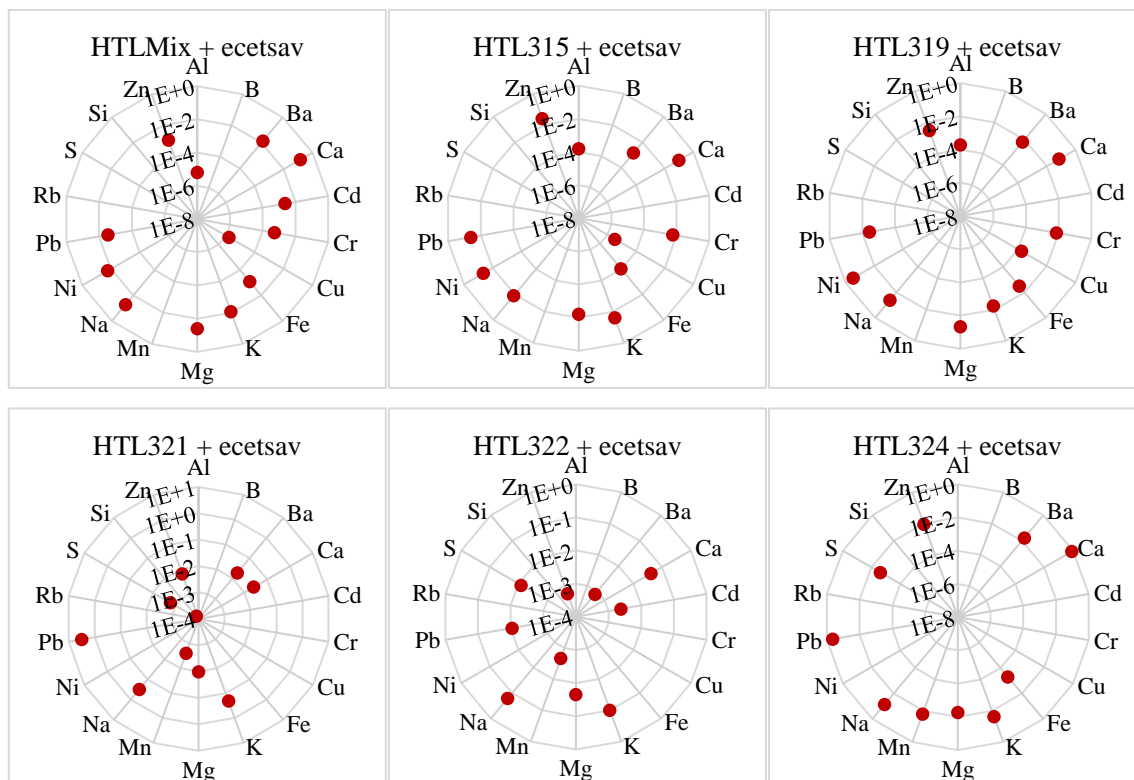 HTLMix + ecetsav
Al
B
Ba
Ca
Cd
Cr
Cu
Fe
K
Mg
Mn
Na
Ni
Pb
Rb
S
Si
Zn
1E+0
1E-2
1E-4
1E-6
1E-8
HTL315 + ecetsav
Al
B
Ba
Ca
Cd
Cr
Cu
Fe
K
Mg
Mn
Na
Ni
Pb
Rb
S
Si
Zn
1E+0
1E-2
1E-4
1E-6
1E-8
HTL319 + ecetsav
Al
B
Ba
Ca
Cd
Cr
Cu
Fe
K
Mg
Mn
Na
Ni
Pb
Rb
S
Si
Zn
1E+0
1E-2
1E-4
1E-6
1E-8
HTL321 + ecetsav
Al
B
Ba
Ca
Cd
Cr
Cu
Fe
K
Mg
Mn
Na
Ni
Pb
Rb
S
Si
Zn
1E+1
1E+0
1E-1
1E-2
1E-3
1E-4
HTL322 + ecetsav
Al
B
Ba
Ca
Cd
Cr
Cu
Fe
K
Mg
Mn
Na
Ni
Pb
Rb
S
Si
Zn
1E+0
1E-1
1E-2
1E-3
1E-4
HTL324 + ecetsav
Al
B
Ba
Ca
Cd
Cr
Cu
Fe
K
Mg
Mn
Na
Ni
Pb
Rb
S
Si
Zn
1E+0
1E-2
1E-4
1E-6
1E-8